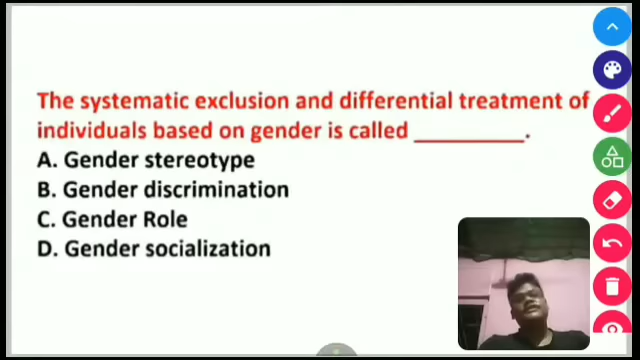 The systematic exclusion and differential treatment of
individuals based on gender is called _________.
A. Gender stereotype
B. Gender discrimination
C. Gender Role
D. Gender socialization